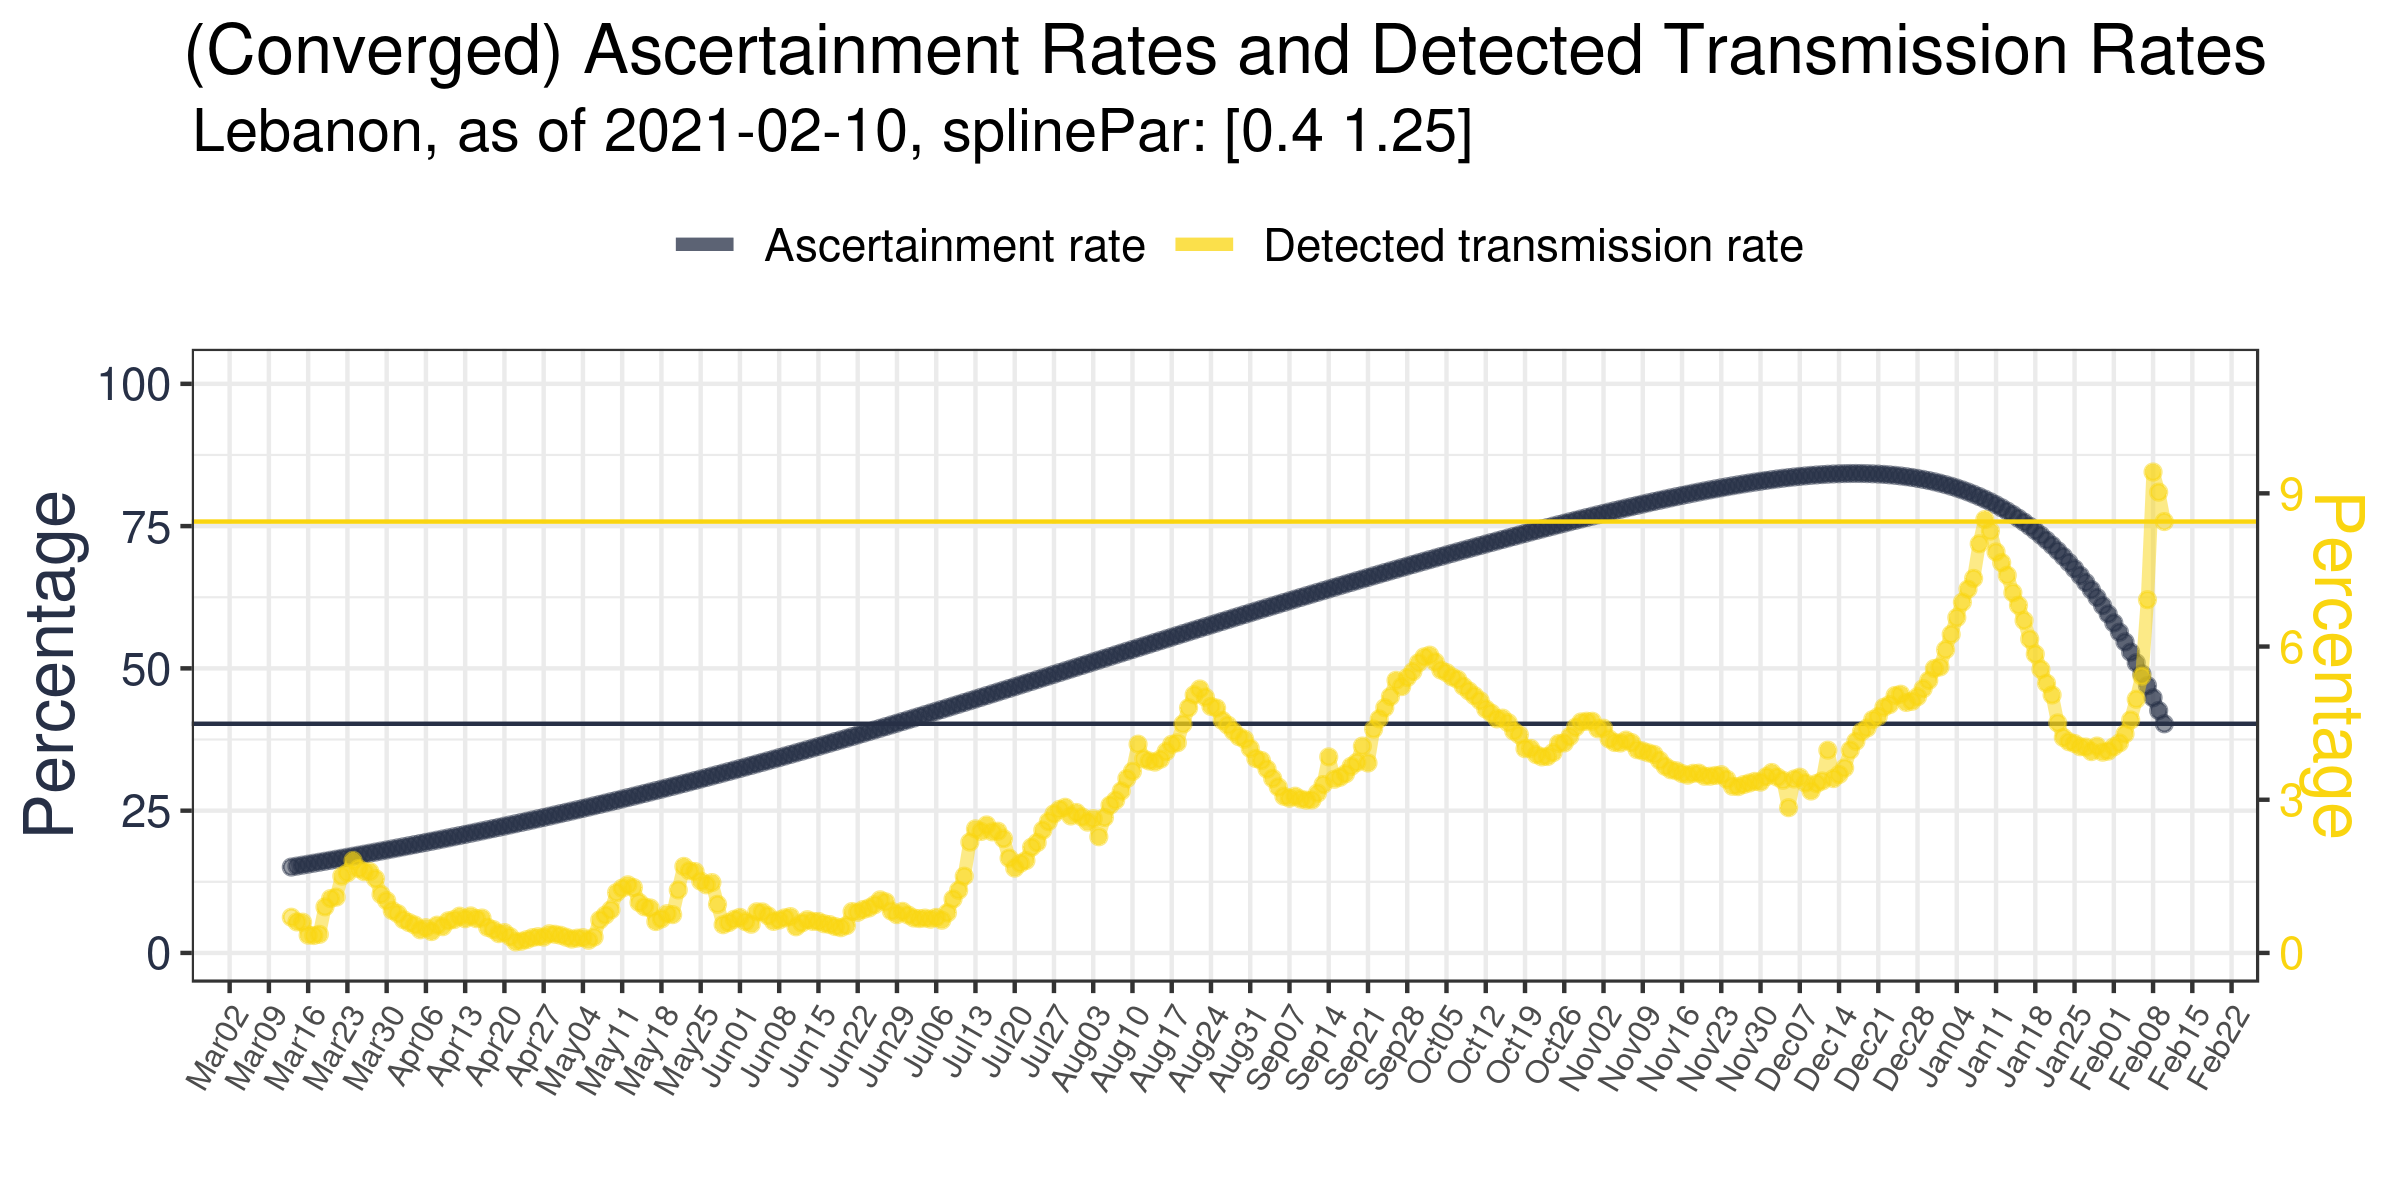 (Converged) Ascertainment Rates and Detected Transmission Rates
Lebanon, as of 2021-02-10, splinePar: [0.4 1.25]
Ascertainment rate
Detected transmission rate
Percentage
100
75
50
25
0
9
6
3
0
Percentage
Mar02
Mar09
Mar16
Mar23
Mar30
Apr06
Apr13
Apr20
Apr27
May04
May11
May18
May25
Jun01
Jun08
Jun15
Jun22
Jun29
Jul06
Jul13
Jul20
Jul27
Aug03
Aug10
Aug17
Aug24
Aug31
Sep07
Sep14
Sep21
Sep28
Oct05
Oct12
Oct19
Oct26
Nov02
Nov09
Nov16
Nov23
Nov30
Dec07
Dec14
Dec21
Dec28
Jan04
Jan11
Jan18
Jan25
Feb01
Feb08
Feb15
Feb22